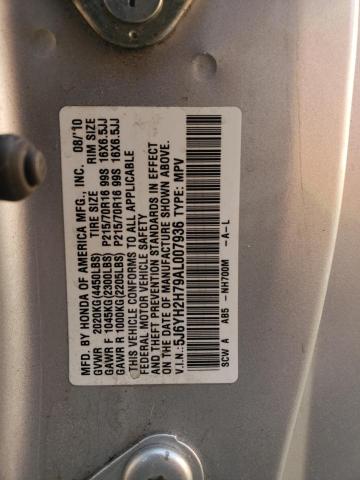 MFD. BY HONDA OF AMERICA MFG., INC. 08/'10
GVWR 2020KG(4450LBS) TIRE SIZE RIM SIZE
GAWR F 1045KG(2300LBS) P215/70R16 99S 16X6.5JJ
GAWR R 1000KG(2205LBS) P215/70R16 99S 16X6.5JJ
THIS VEHICLE CONFORMS TO ALL APPLICABLE
FEDERAL MOTOR VEHICLE SAFETY
AND THEFT PREVENTION STANDARDS IN EFFECT
ON THE DATE OF MANUFACTURE SHOWN ABOVE.
V.I.N.: 5J6YH2H79AL007936 TYPE: MPV
SCW A AB5 -NH700M -A-L